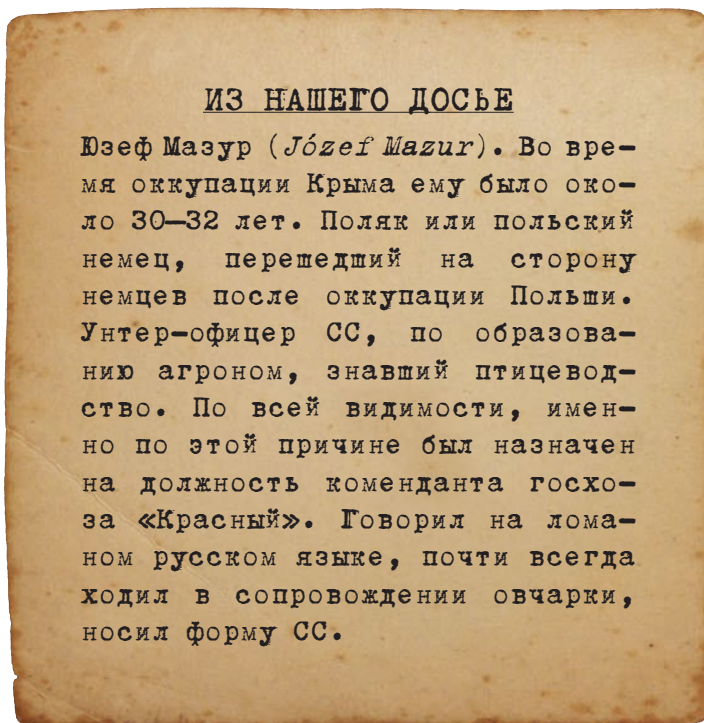 ИЗ НАШЕГО ДОСЬЕ
Юзеф Мазур (Józef Mazur). Во вре–
мя оккупации Крыма ему было око–
ло 30–32 лет. Поляк или польский
немец, перешедший на сторону
немцев после оккупации Польши.
Унтер-офицер СС, по образова–
нию агроном, знавший птицевод–
ство. По всей видимости, имен–
но по этой причине был назначен
на должность коменданта госхо–
за «Красный». Говорил на лома–
ном русском языке, почти всегда
ходил в сопровождении овчарки,
носил форму СС.